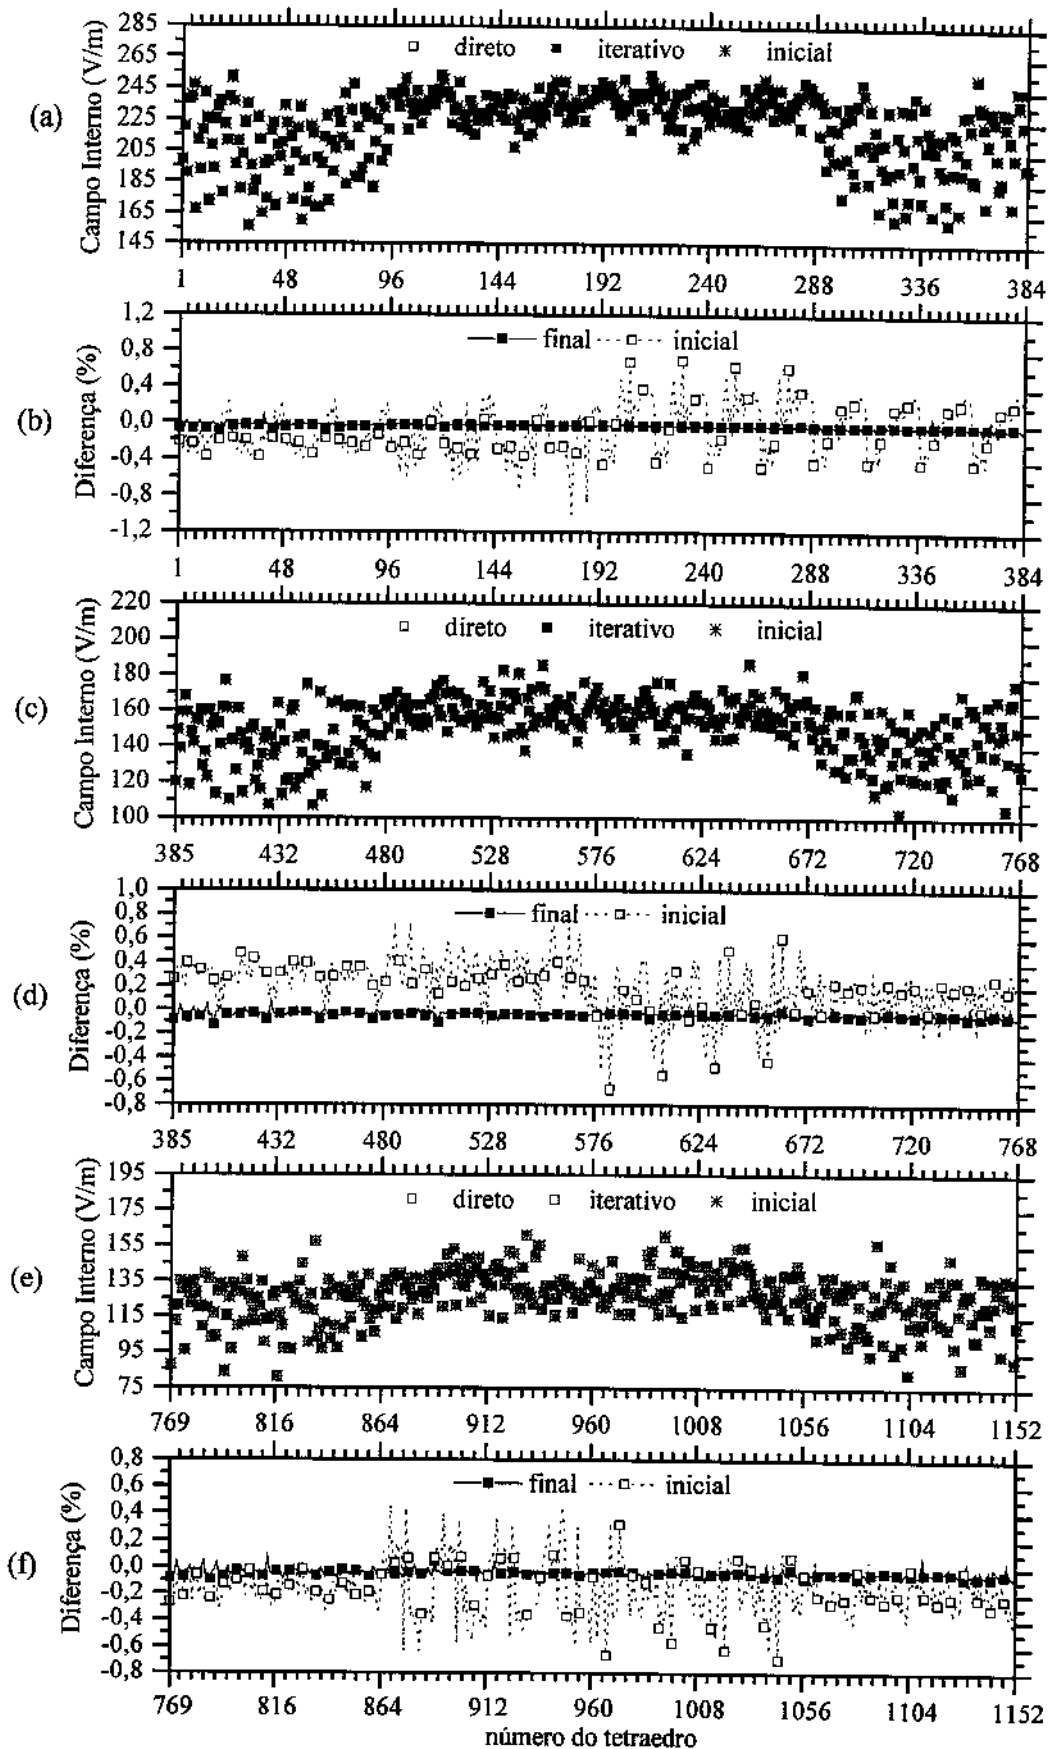 285
265
245
225
205
185
165
145
Campo Interno (V/m)
(a)
direto iterativo inicial
1 48 96 144 192 240 288 336 384
1,2
0,8
0,4
0,0
-0,4
-0,8
-1,2
Diferença (%)
(b)
final inicial
1 48 96 144 192 240 288 336 384
220
200
180
160
140
120
100
Campo Interno (V/m)
(c)
direto iterativo inicial
385 432 480 528 576 624 672 720 768
1,0
0,8
0,6
0,4
0,2
0,0
-0,2
-0,4
-0,6
-0,8
Diferença (%)
(d)
final inicial
385 432 480 528 576 624 672 720 768
195
175
155
135
115
95
75
Campo Interno (V/m)
(e)
direto iterativo inicial
769 816 864 912 960 1008 1056 1104 1152
0,8
0,6
0,4
0,2
0,0
-0,2
-0,4
-0,6
-0,8
Diferença (%)
(f)
final inicial
769 816 864 912 960 1008 1056 1104 1152
número do tetraedro